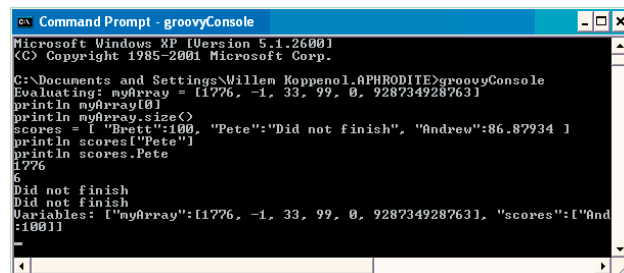 Command Prompt - groovyConsole
Microsoft Windows XP [Version 5.1.2600]
(C) Copyright 1985-2001 Microsoft Corp.
C:\Documents and Settings\Willem Koppenol.APHRODITE>groovyConsole
Evaluating: myArray = [1776, -1, 33, 99, 0, 928734928763]
println myArray[0]
println myArray.size()
scores = [ "Brett":100, "Pete":"Did not finish", "Andrew":86.87934 ]
println scores["Pete"]
println scores.Pete
1776
6
Did not finish
Did not finish
Variables: ["myArray":[1776, -1, 33, 99, 0, 928734928763], "scores":["And
:100]]